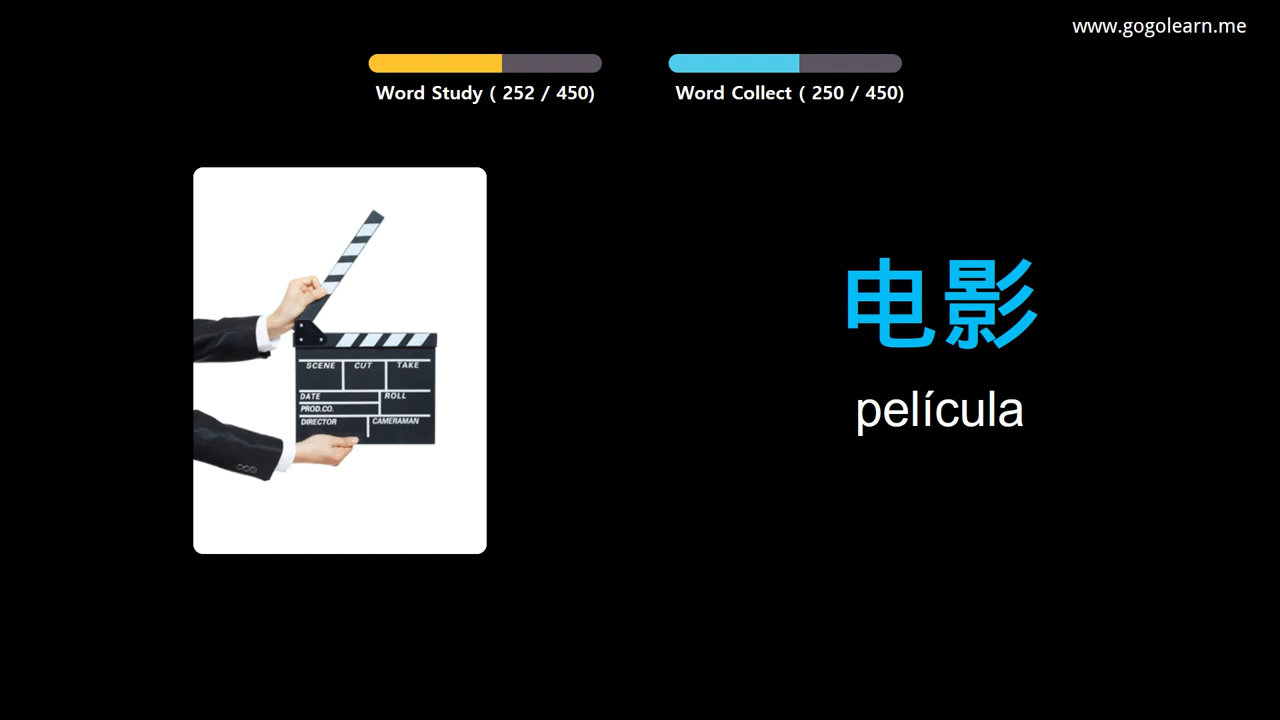 www.gogolearn.me
Word Study ( 252 / 450)
Word Collect ( 250 / 450)
电影
película
SCENE CUT TAKE
DATE ROLL
PROD.CO.
DIRECTOR CAMERAMAN